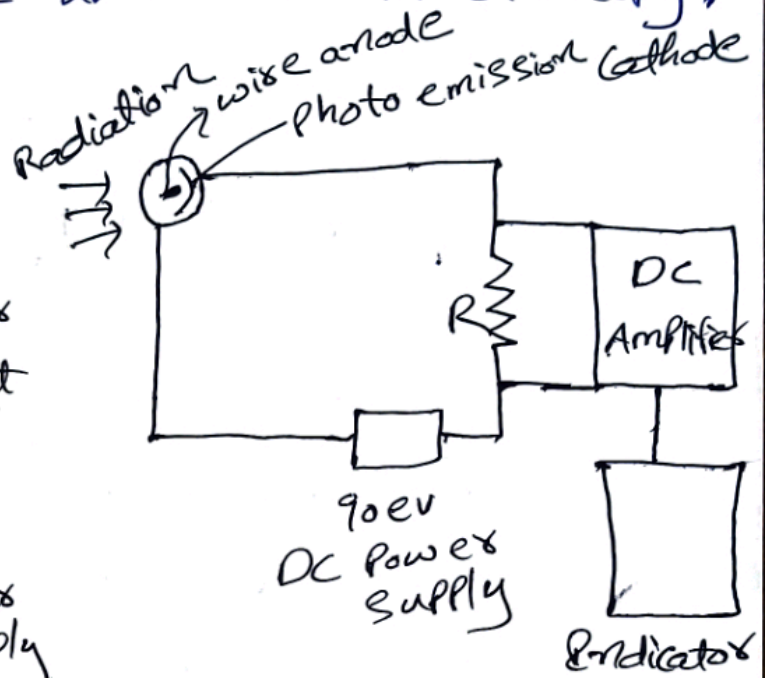 Radiation
wire anode
Photo emission Cathode
R
DC
Amplifier
90ev
DC Power
Supply
Indicator